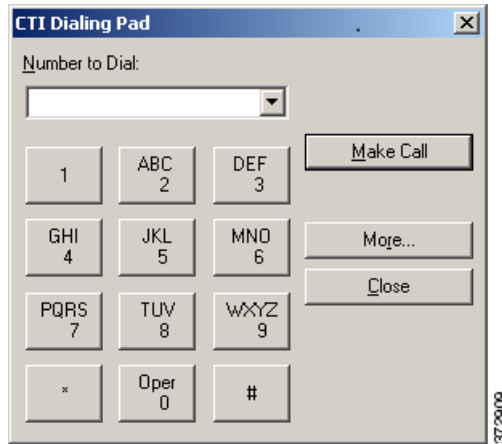 CTI Dialing Pad
Number to Dial:
Make Call
1
ABC
2
DEF
3
GHI
4
JKL
5
MNO
6
More...
Close
PQRS
7
TUV
8
WXYZ
9
*
Oper
0
#
372909